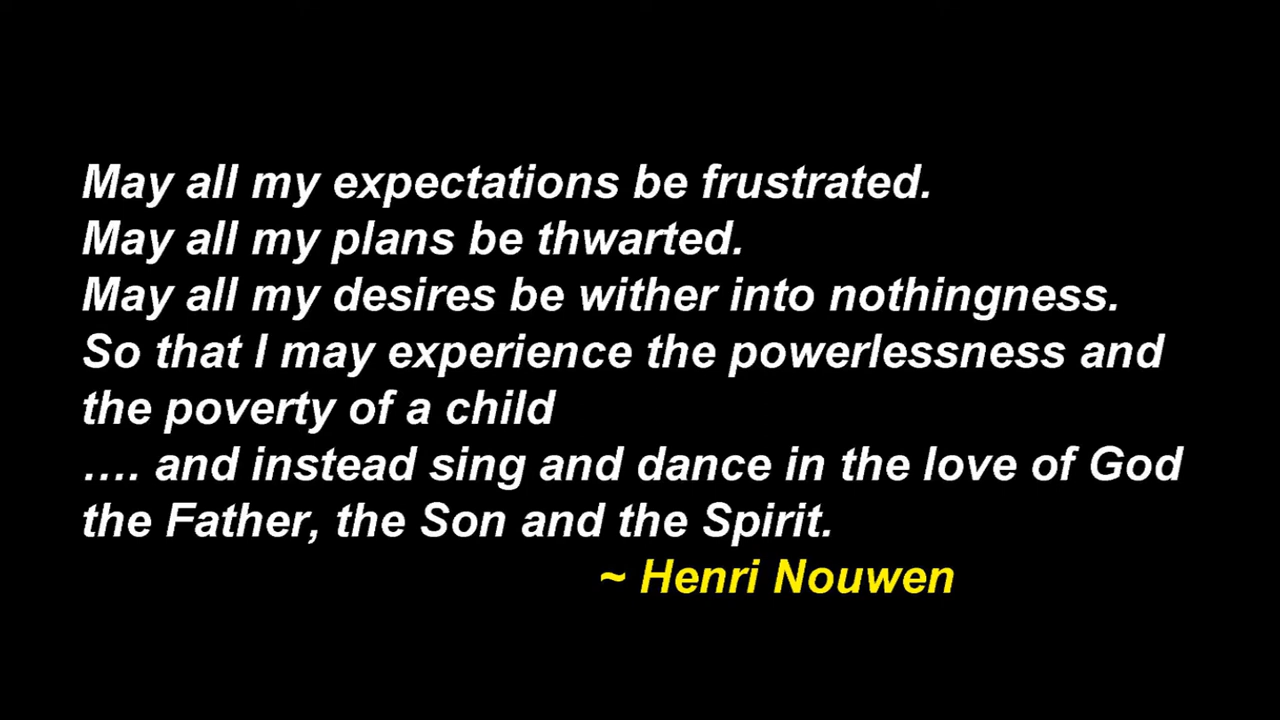 May all my expectations be frustrated.
May all my plans be thwarted.
May all my desires be wither into nothingness.
So that I may experience the powerlessness and
the poverty of a child
…. and instead sing and dance in the love of God
the Father, the Son and the Spirit.
~ Henri Nouwen